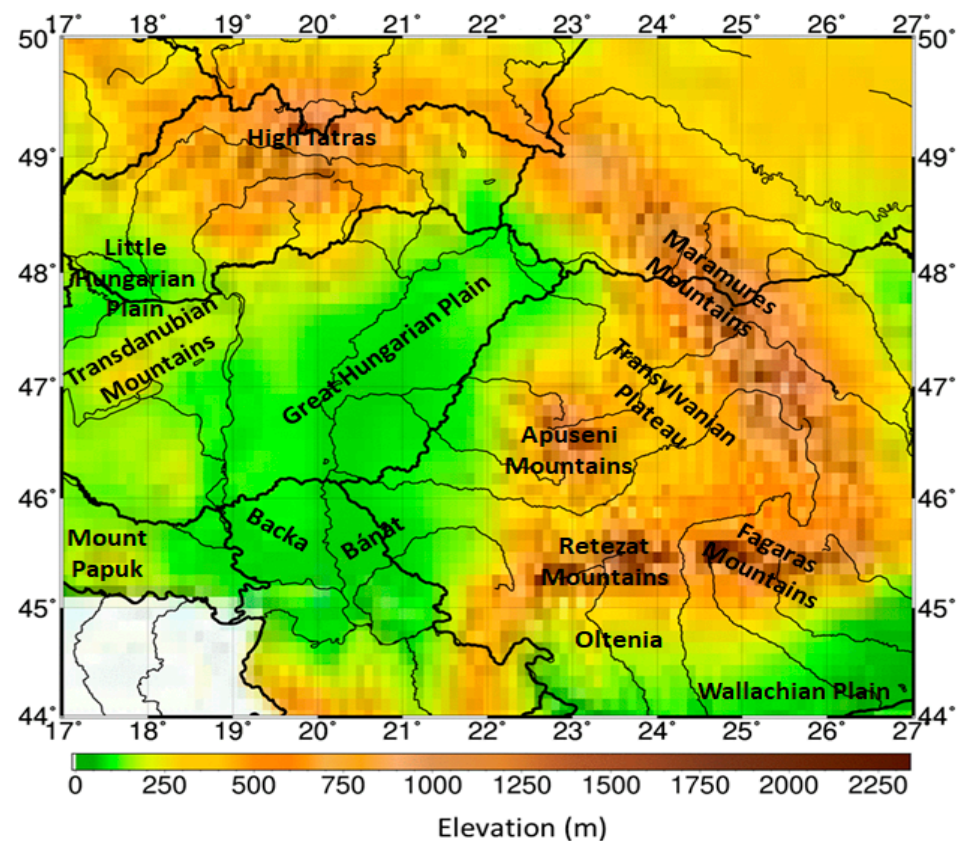 17° 18° 19° 20° 21° 22° 23° 24° 25° 26° 27°
50° 50°
High Tatras
49° 49°
Little
Hungarian
Plain
Maramures
Mountains
48° 48°
Transdanubian
Mountains
Great Hungarian Plain
Transylvanian
Plateau
47° 47°
Apuseni
Mountains
46° 46°
Backa
Bánát
Mount
Papuk
Retezat
Mountains
Fagaras
Mountains
45° 45°
Oltenia
Wallachian Plain
44° 44°
17° 18° 19° 20° 21° 22° 23° 24° 25° 26° 27°
0 250 500 750 1000 1250 1500 1750 2000 2250
Elevation (m)